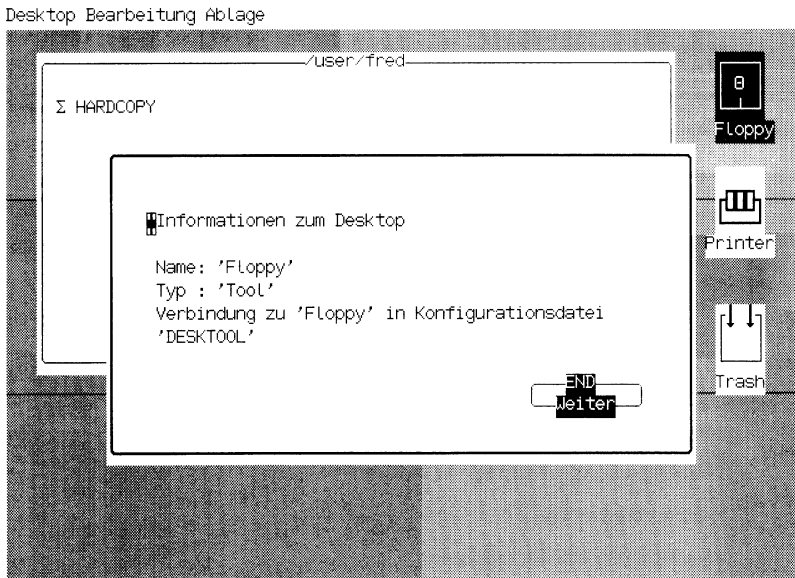 Desktop Bearbeitung Ablage
/user/fred
Σ HARDCOPY
0
Floppy
Informationen zum Desktop
Printer
Name: 'Floppy'
Typ : 'Tool'
Verbindung zu 'Floppy' in Konfigurationsdatei
'DESKTOOL'
END
Weiter
Trash